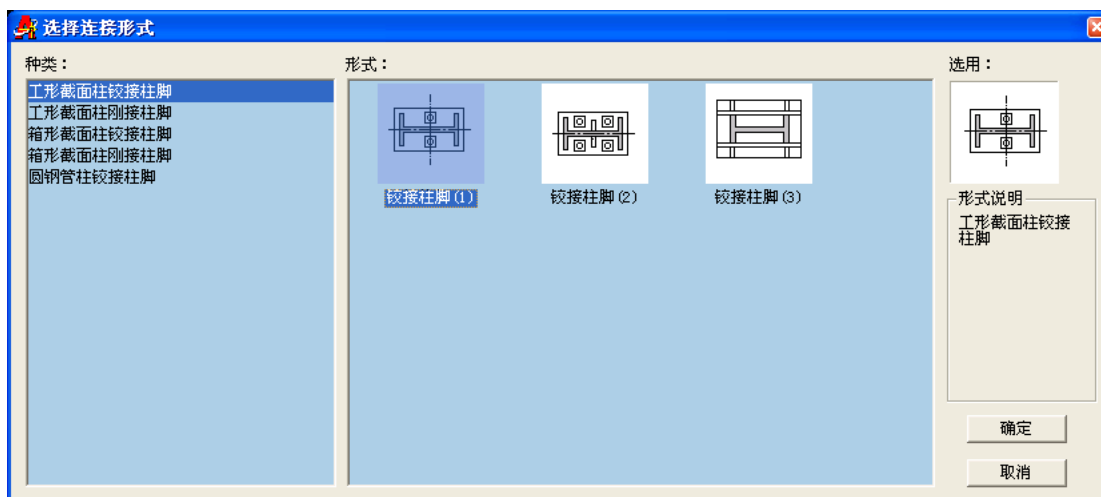 选择连接形式
种类：
形式：
选用：
工形截面柱铰接柱脚
工形截面柱刚接柱脚
箱形截面柱铰接柱脚
箱形截面柱刚接柱脚
圆钢管柱铰接柱脚
铰接柱脚(1)
铰接柱脚(2)
铰接柱脚(3)
形式说明
工形截面柱铰接
柱脚
确定
取消